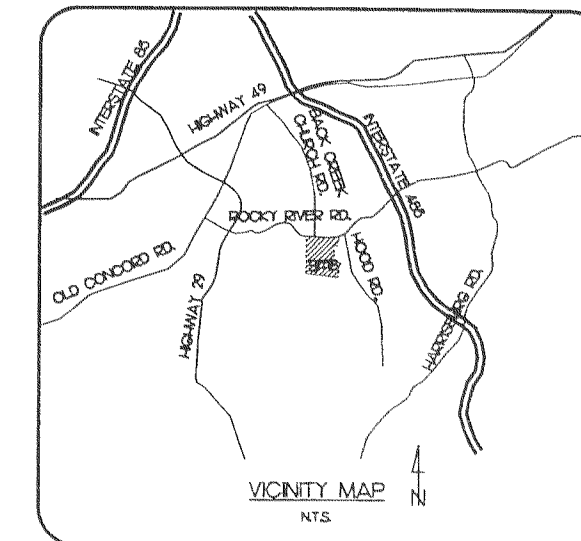 INTERSTATE 85
HIGHWAY 49
BACK CREEK
CHURCH RD.
INTERSTATE 485
ROCKY RIVER RD.
OLD CONCORD RD.
SITE
HOOD RD.
HIGHWAY 29
HARRISBURG RD.
VICINITY MAP
N.T.S.
N